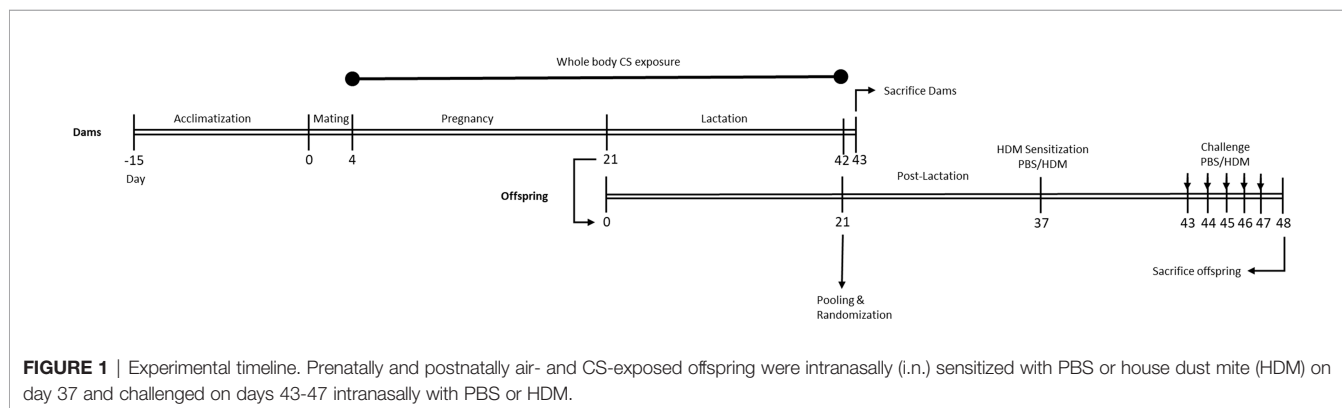 Whole body CS exposure
Sacrifice Dams
Dams
Acclimatization
Mating
Pregnancy
Lactation
-15
0
4
21
42
43
Day
HDM Sensitization
PBS/HDM
Challenge
PBS/HDM
Post-Lactation
Offspring
0
21
37
43
44
45
46
47
48
Sacrifice offspring
Pooling &
Randomization
FIGURE 1 | Experimental timeline. Prenatally and postnatally air- and CS-exposed offspring were intranasally (i.n.) sensitized with PBS or house dust mite (HDM) on
day 37 and challenged on days 43-47 intranasally with PBS or HDM.